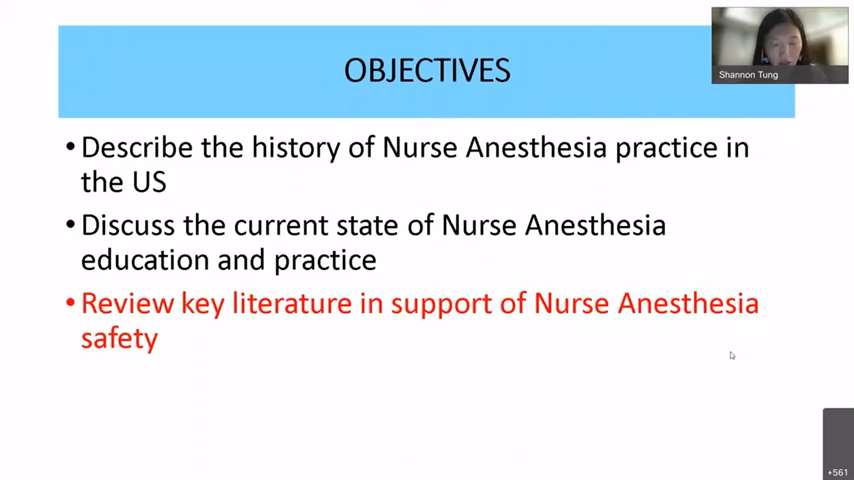 OBJECTIVES
Shannon Tung
•Describe the history of Nurse Anesthesia practice in
the US
•Discuss the current state of Nurse Anesthesia
education and practice
•Review key literature in support of Nurse Anesthesia
safety
+561